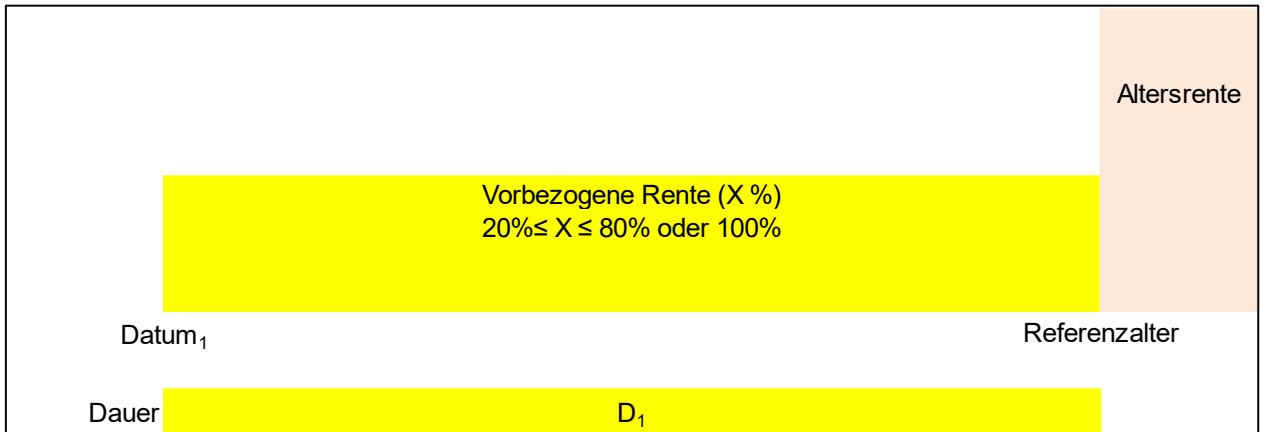 Altersrente
Vorbezogene Rente (X %)
20%≤ X ≤ 80% oder 100%
Datum₁
Referenzalter
Dauer
D₁